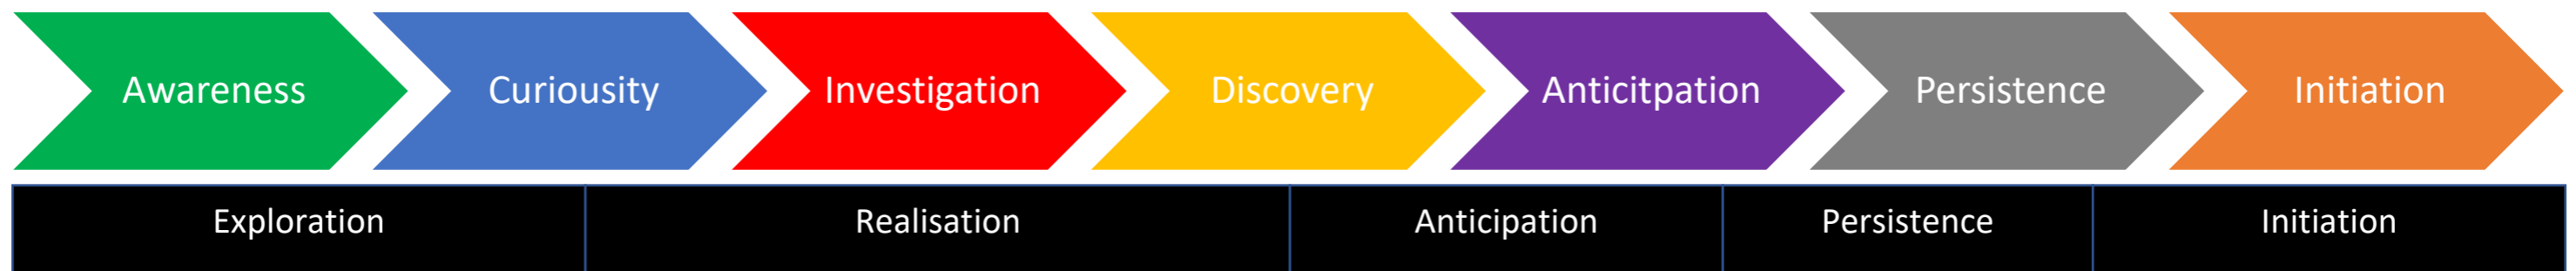 Awareness Curiousity Investigation Discovery Anticitpation Persistence Initiation
Exploration Realisation Anticipation Persistence Initiation